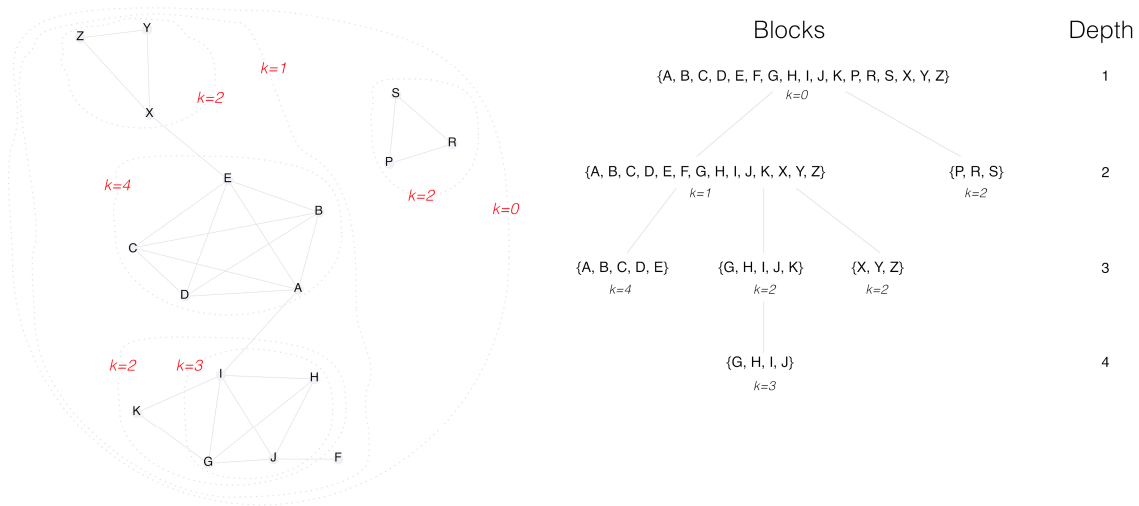 Z
Y
k=1
k=2
X
S
R
P
k=2
k=0
k=4
E
B
C
D
A
k=2
k=3
I
H
K
G
J
F
Blocks
Depth
{A, B, C, D, E, F, G, H, I, J, K, P, R, S, X, Y, Z}
k=0
1
{A, B, C, D, E, F, G, H, I, J, K, X, Y, Z}
k=1
{P, R, S}
k=2
2
{A, B, C, D, E}
k=4
{G, H, I, J, K}
k=2
{X, Y, Z}
k=2
3
{G, H, I, J}
k=3
4